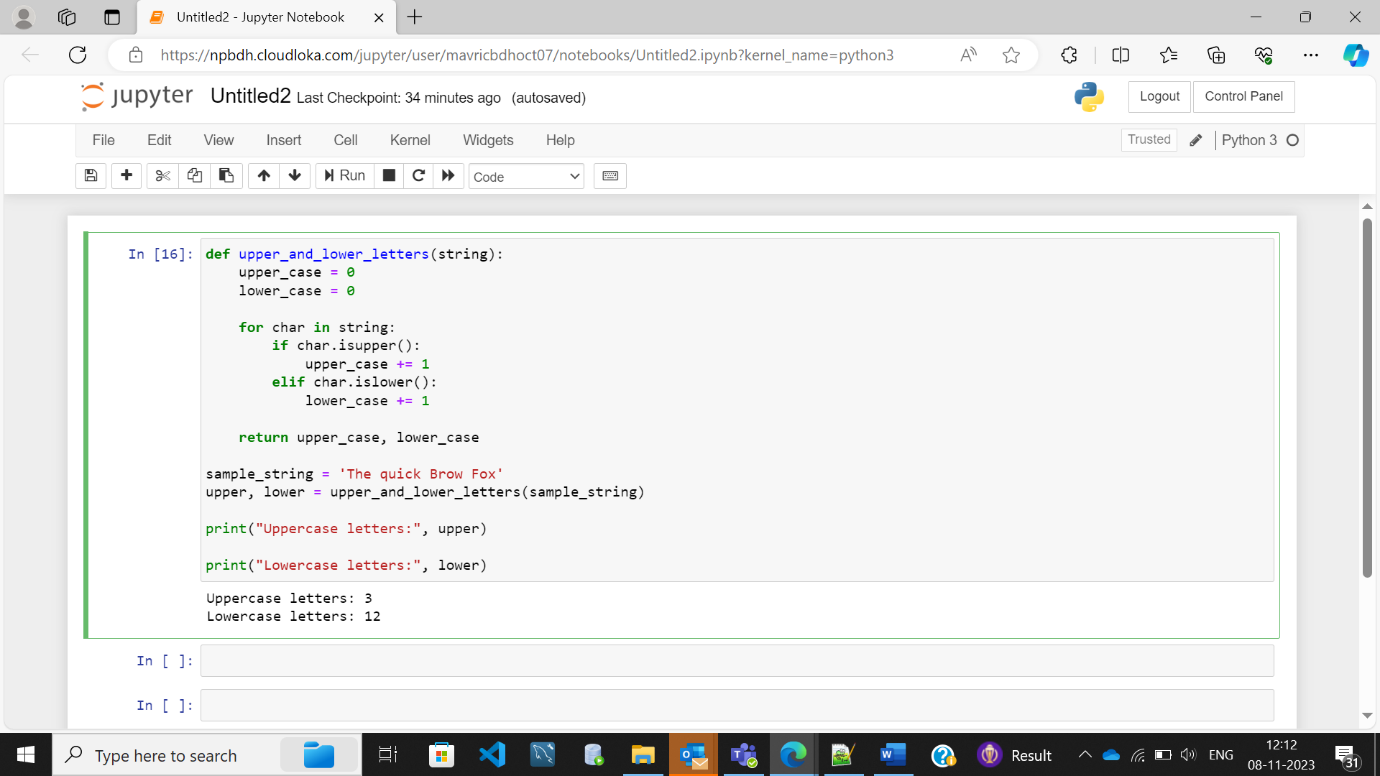 Untitled2 - Jupyter Notebook
https://npbdh.cloudloka.com/jupyter/user/mavricbdhoct07/notebooks/Untitled2.ipynb?kernel_name=python3
jupyter Untitled2 Last Checkpoint: 34 minutes ago (autosaved) Logout Control Panel
File Edit View Insert Cell Kernel Widgets Help Trusted Python 3
Run Code
In [16]: def upper_and_lower_letters(string):
    upper_case = 0
    lower_case = 0
    for char in string:
        if char.isupper():
            upper_case += 1
        elif char.islower():
            lower_case += 1
    return upper_case, lower_case
sample_string = 'The quick Brow Fox'
upper, lower = upper_and_lower_letters(sample_string)
print("Uppercase letters:", upper)
print("Lowercase letters:", lower)
Uppercase letters: 3
Lowercase letters: 12
In [ ]:
In [ ]:
Type here to search Result ENG 12:12
08-11-2023 31